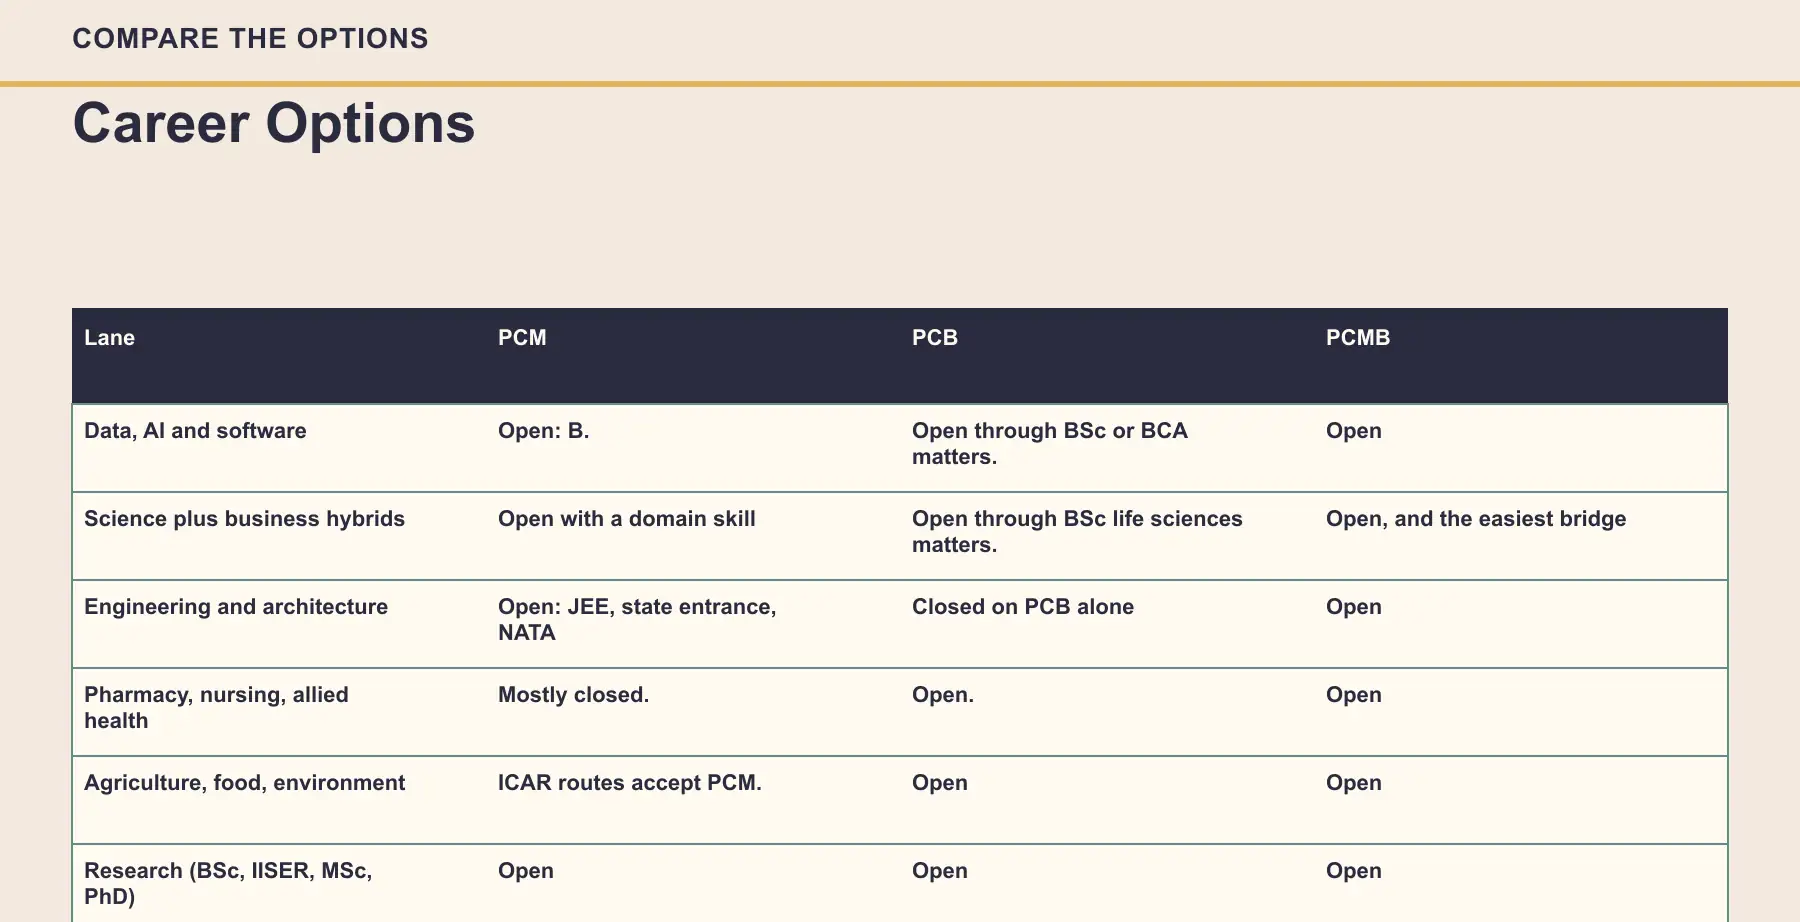 COMPARE THE OPTIONS
Career Options
Lane PCM PCB PCMB
Data, AI and software Open: B. Open through BSc or BCA Open
matters.
Science plus business hybrids Open with a domain skill Open through BSc life sciences Open, and the easiest bridge
matters.
Engineering and architecture Open: JEE, state entrance, Closed on PCB alone Open
NATA
Pharmacy, nursing, allied Mostly closed. Open. Open
health
Agriculture, food, environment ICAR routes accept PCM. Open Open
Research (BSc, IISER, MSc, Open Open Open
PhD)